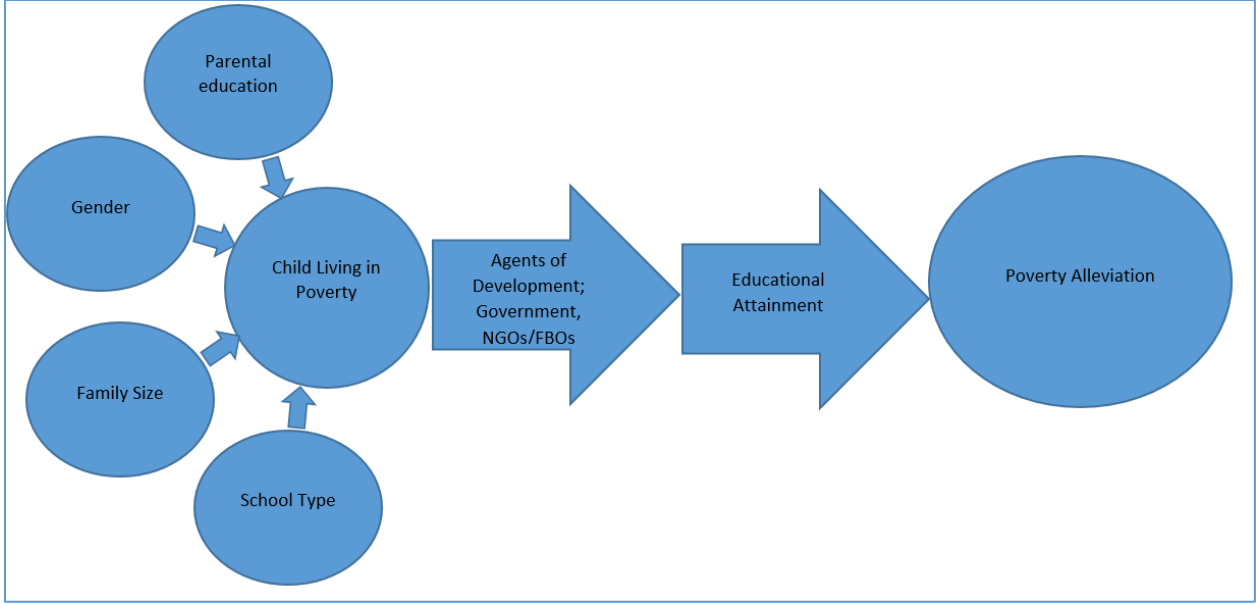 Parental
education
Gender
Child Living in
Poverty
Family Size
School Type
Agents of
Development;
Government,
NGOs/FBOs
Educational
Attainment
Poverty Alleviation